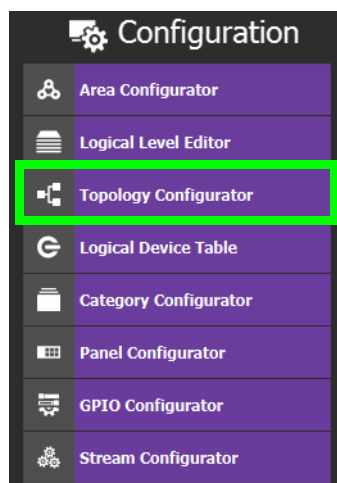 Configuration
Area Configurator
Logical Level Editor
Topology Configurator
Logical Device Table
Category Configurator
Panel Configurator
GPIO Configurator
Stream Configurator